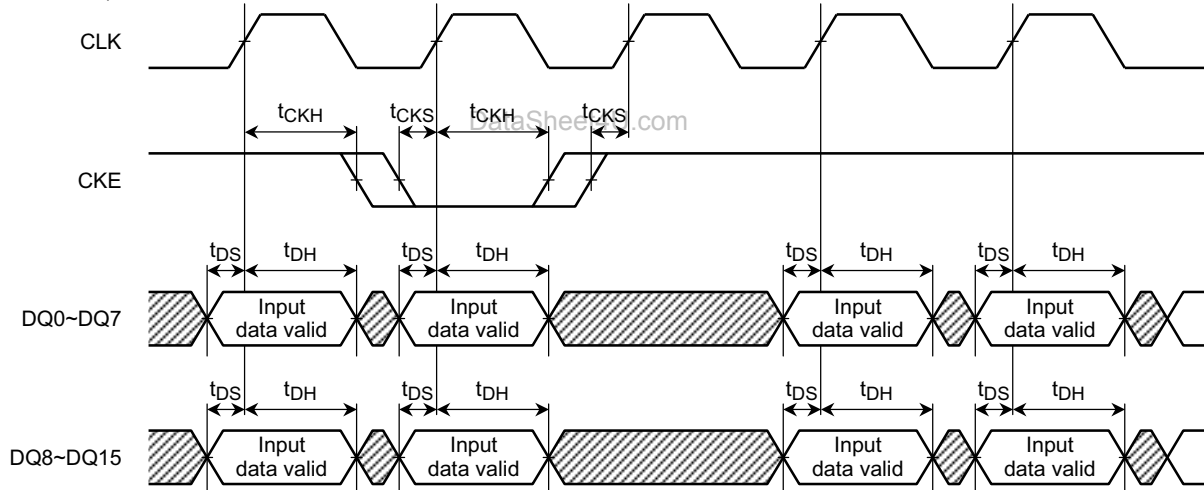 CLK
tCKH tCKS tCKH tCKS
DataSheet4U.com
CKE
tDS tDH tDS tDH tDS tDH tDS tDH
DQ0~DQ7
Input data valid Input data valid Input data valid Input data valid
tDS tDH tDS tDH tDS tDH tDS tDH
DQ8~DQ15
Input data valid Input data valid Input data valid Input data valid